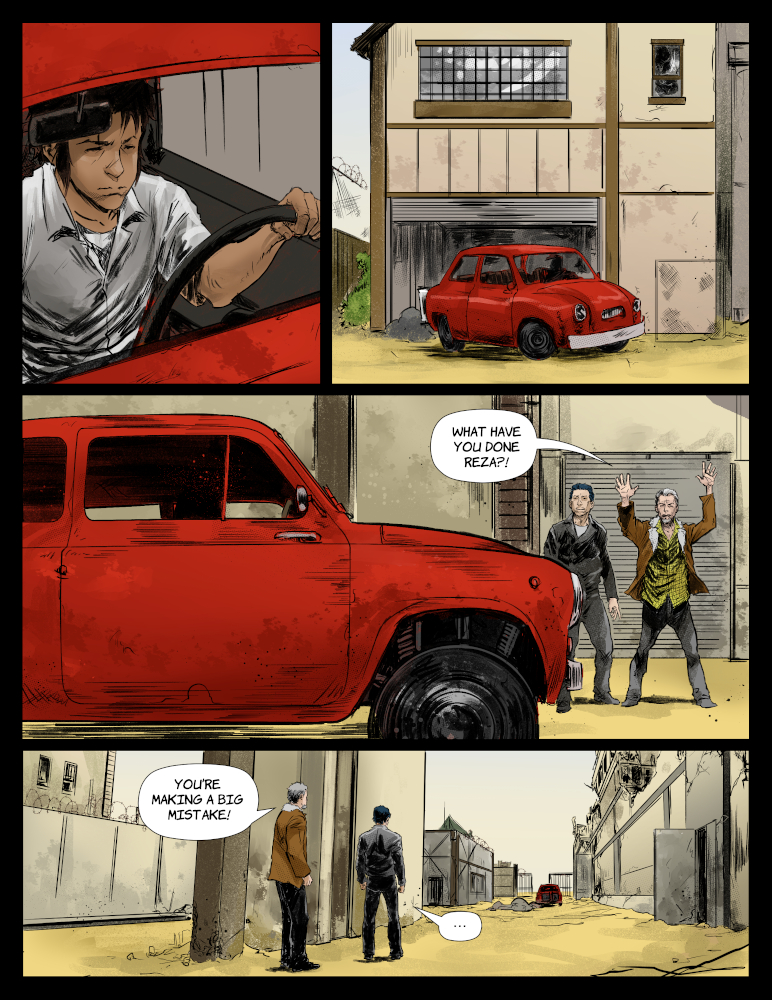 WHAT HAVE
YOU DONE
REZA?!
YOU'RE
MAKING A BIG
MISTAKE!
...